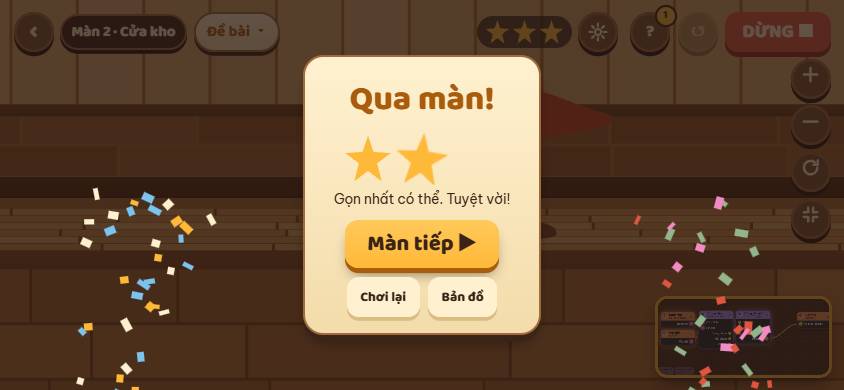 Màn 2 · Cửa kho
Đề bài
?
1
DỪNG
Qua màn!
Gọn nhất có thể. Tuyệt vời!
Màn tiếp
Chơi lại
Bản đồ